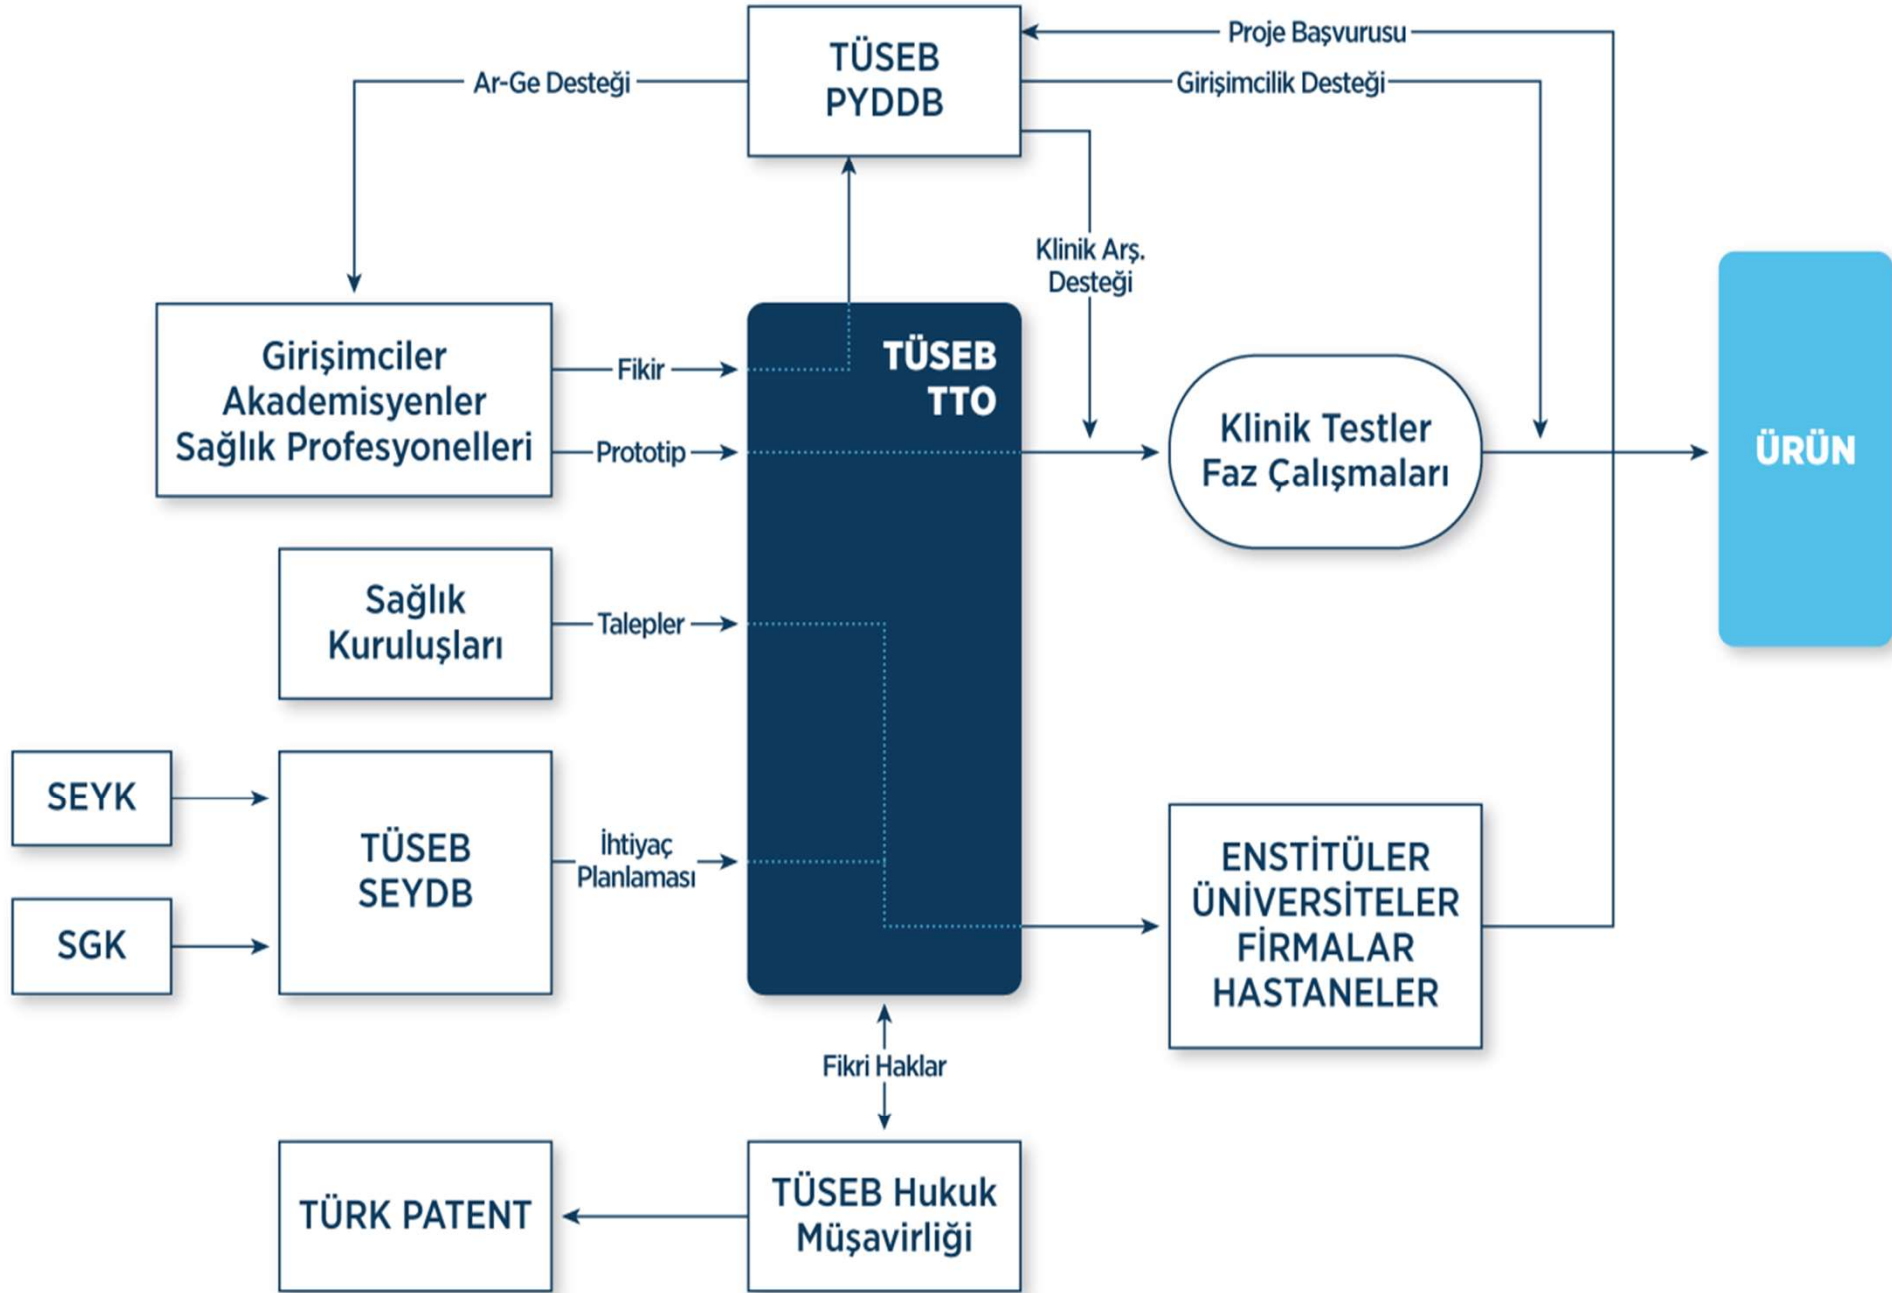 TÜSEB
PYDDB
Proje Başvurusu
Ar-Ge Desteği
Girişimcilik Desteği
Klinik Arş.
Desteği
Girişimciler
Akademisyenler
Sağlık Profesyonelleri
Fikir
Prototip
TÜSEB
TTO
Klinik Testler
Faz Çalışmaları
ÜRÜN
Sağlık
Kuruluşları
Talepler
SEYK
SGK
TÜSEB
SEYDB
İhtiyaç
Planlaması
ENSTİTÜLER
ÜNİVERSİTELER
FİRMALAR
HASTANELER
Fikri Haklar
TÜRK PATENT
TÜSEB Hukuk
Müşavirliği